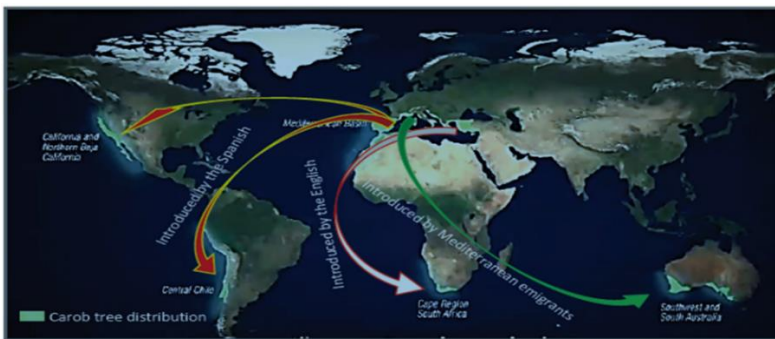 California and
Northern Baja
California
Mediterranean Basin
Introduced by the Spanish
Introduced by the English
Introduced by Mediterranean emigrants
Central Chile
Cape Region
South Africa
Southwest and
South Australia
Carob tree distribution